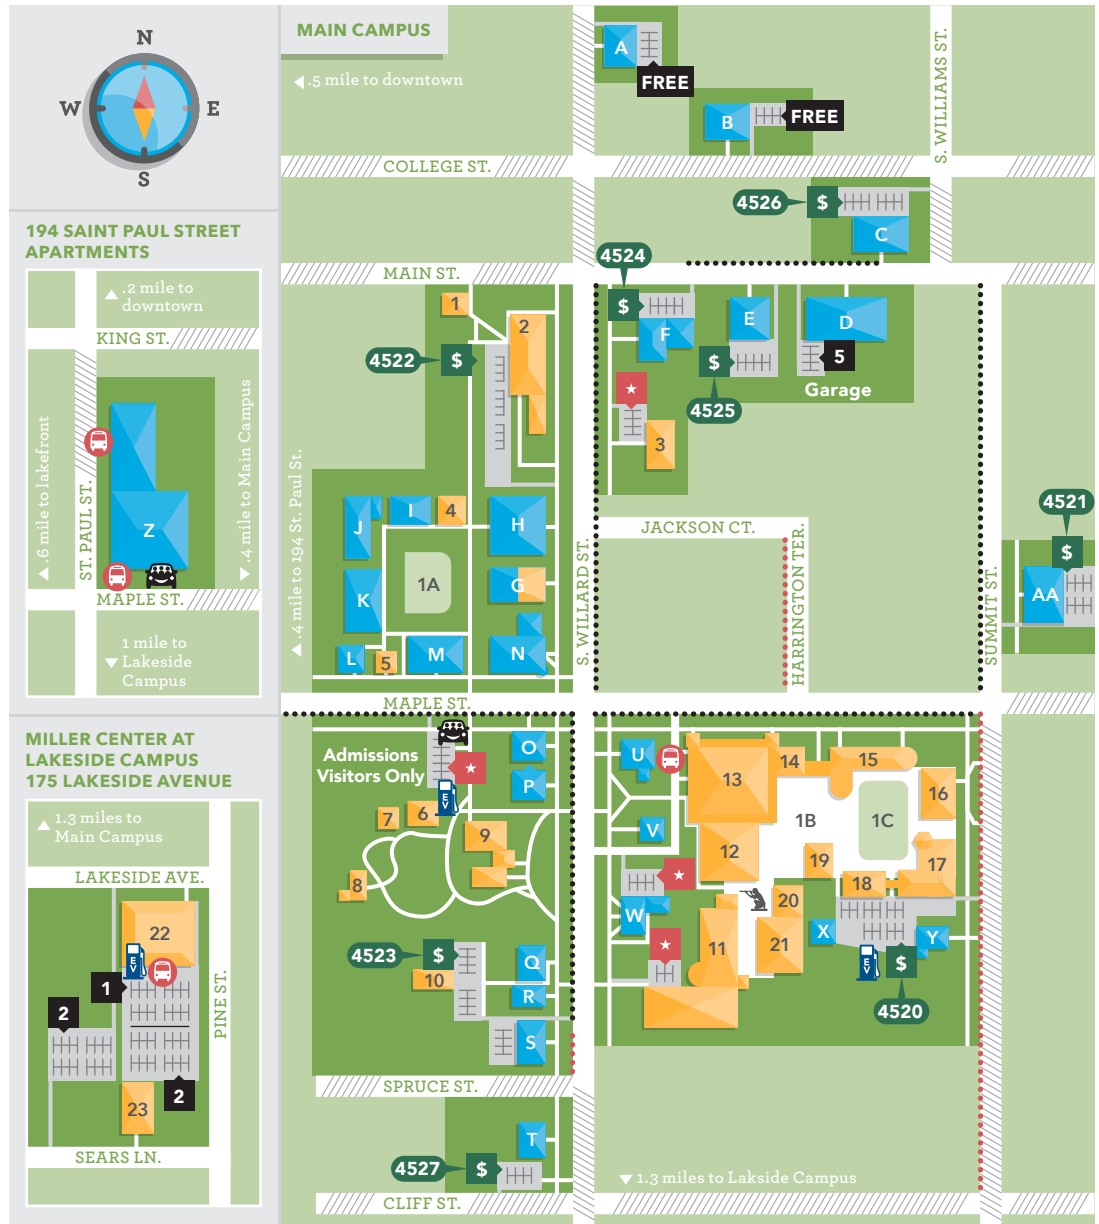 N
W
E
S
MAIN CAMPUS
.5 mile to downtown
A
FREE
B
FREE
S. WILLIAMS ST.
COLLEGE ST.
194 SAINT PAUL STREET
APARTMENTS
.2 mile to
downtown
KING ST.
.6 mile to lakefront
ST. PAUL ST.
Z
.4 mile to Main Campus
MAPLE ST.
1 mile to
Lakeside
Campus
4526
$
C
MAIN ST.
4524
$
F
E
D
$
4525
5
Garage
1
2
4522
$
3
.4 mile to 194 St. Paul St.
J
I
4
H
K
1A
G
L
5
M
N
S. WILLARD ST.
JACKSON CT.
HARRINGTON TER.
SUMMIT ST.
4521
$
AA
MAPLE ST.
MILLER CENTER AT
LAKESIDE CAMPUS
175 LAKESIDE AVENUE
1.3 miles to
Main Campus
LAKESIDE AVE.
22
EV
1
2
2
23
PINE ST.
SEARS LN.
Admissions
Visitors Only
O
P
EV
7
6
9
8
4523
$
10
Q
R
S
SPRUCE ST.
T
4527
$
CLIFF ST.
U
13
14
15
16
V
1B
1C
12
19
17
18
W
20
11
21
X
Y
EV
$
4520
1.3 miles to Lakside Campus